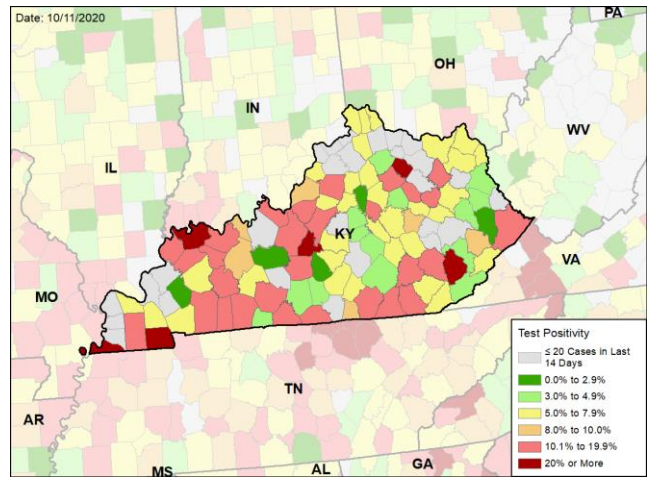 Date: 10/11/2020
PA
OH
IN
WV
IL
KY
VA
MO
TN
AR
MS
AL
GA
Test Positivity
≤ 20 Cases in Last
14 Days
0.0% to 2.9%
3.0% to 4.9%
5.0% to 7.9%
8.0% to 10.0%
10.1% to 19.9%
20% or More